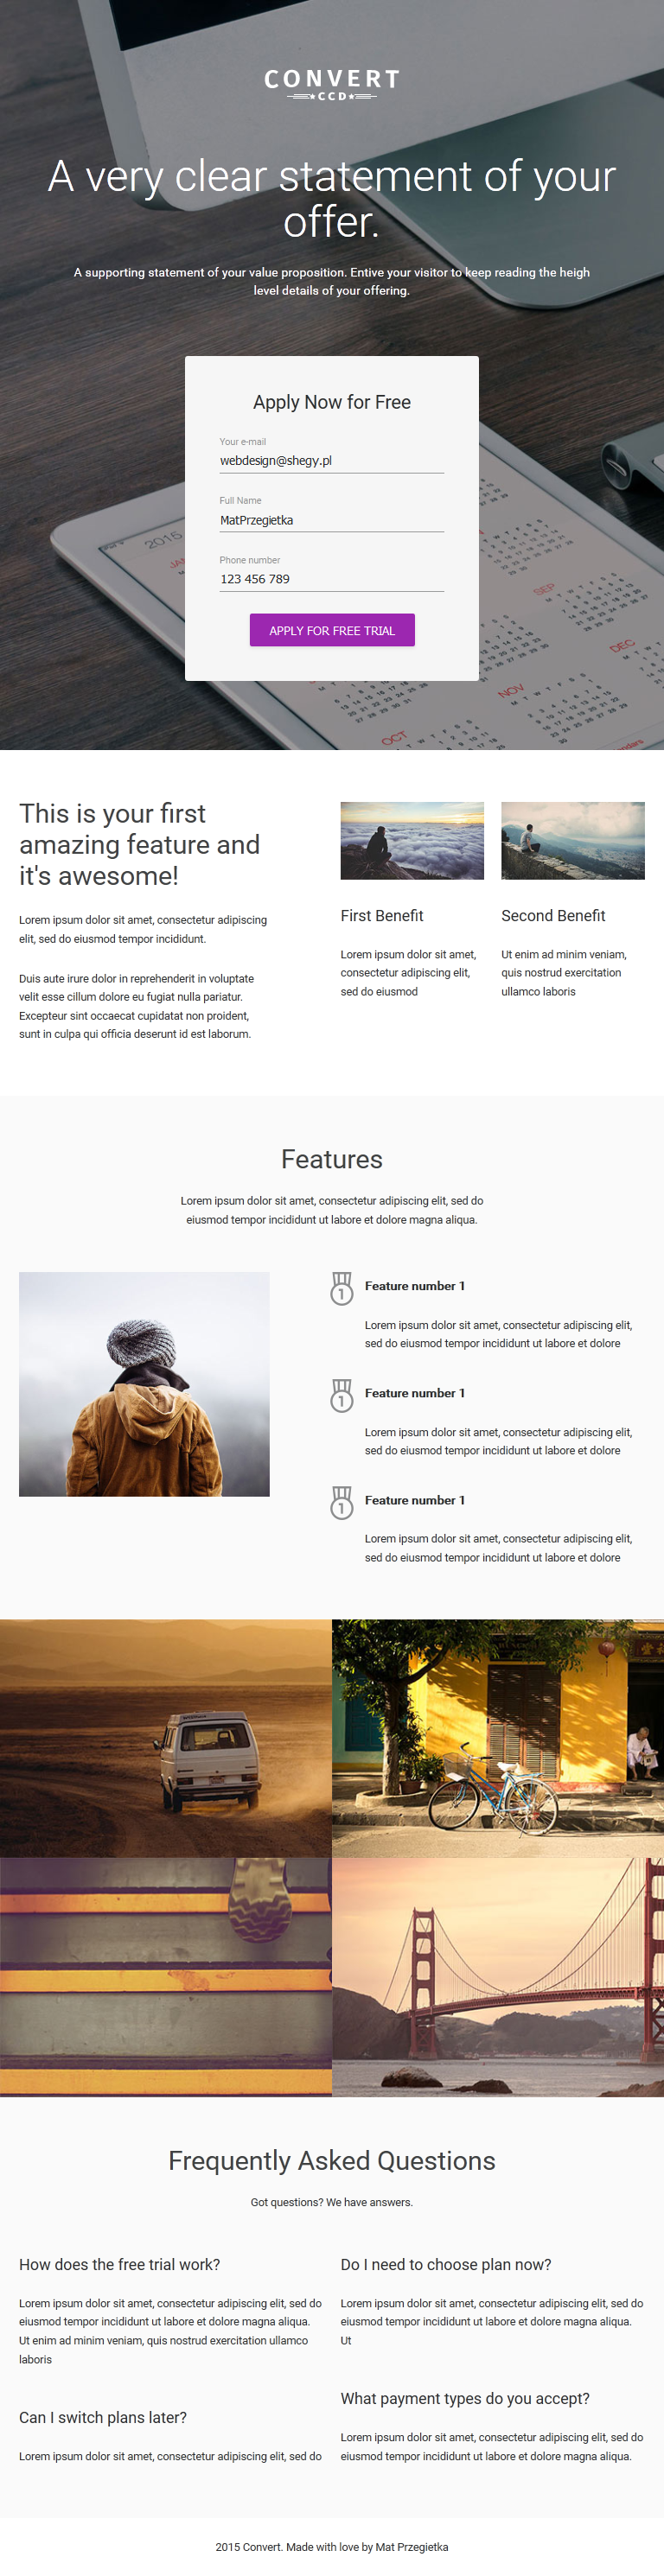 CONVERT
CCD
A very clear statement of your
offer.
A supporting statement of your value proposition. Entive your visitor to keep reading the heigh
level details of your offering.
Apply Now for Free
Your e-mail
webdesign@shegy.pl
Full Name
MatPrzegietka
Phone number
123 456 789
APPLY FOR FREE TRIAL
2015
SEP
DEC
NOV
OCT
This is your first
amazing feature and
it's awesome!
Lorem ipsum dolor sit amet, consectetur adipiscing
elit, sed do eiusmod tempor incididunt.
Duis aute irure dolor in reprehenderit in voluptate
velit esse cillum dolore eu fugiat nulla pariatur.
Excepteur sint occaecat cupidatat non proident,
sunt in culpa qui officia deserunt id est laborum.
First Benefit
Lorem ipsum dolor sit amet,
consectetur adipiscing elit,
sed do eiusmod
Second Benefit
Ut enim ad minim veniam,
quis nostrud exercitation
ullamco laboris
Features
Lorem ipsum dolor sit amet, consectetur adipiscing elit, sed do
eiusmod tempor incididunt ut labore et dolore magna aliqua.
1
Feature number 1
Lorem ipsum dolor sit amet, consectetur adipiscing elit,
sed do eiusmod tempor incididunt ut labore et dolore
1
Feature number 1
Lorem ipsum dolor sit amet, consectetur adipiscing elit,
sed do eiusmod tempor incididunt ut labore et dolore
1
Feature number 1
Lorem ipsum dolor sit amet, consectetur adipiscing elit,
sed do eiusmod tempor incididunt ut labore et dolore
Frequently Asked Questions
Got questions? We have answers.
How does the free trial work?
Lorem ipsum dolor sit amet, consectetur adipiscing elit, sed do
eiusmod tempor incididunt ut labore et dolore magna aliqua.
Ut enim ad minim veniam, quis nostrud exercitation ullamco
laboris
Can I switch plans later?
Lorem ipsum dolor sit amet, consectetur adipiscing elit, sed do
Do I need to choose plan now?
Lorem ipsum dolor sit amet, consectetur adipiscing elit, sed do
eiusmod tempor incididunt ut labore et dolore magna aliqua.
Ut
What payment types do you accept?
Lorem ipsum dolor sit amet, consectetur adipiscing elit, sed do
eiusmod tempor incididunt ut labore et dolore magna aliqua.
2015 Convert. Made with love by Mat Przegietka